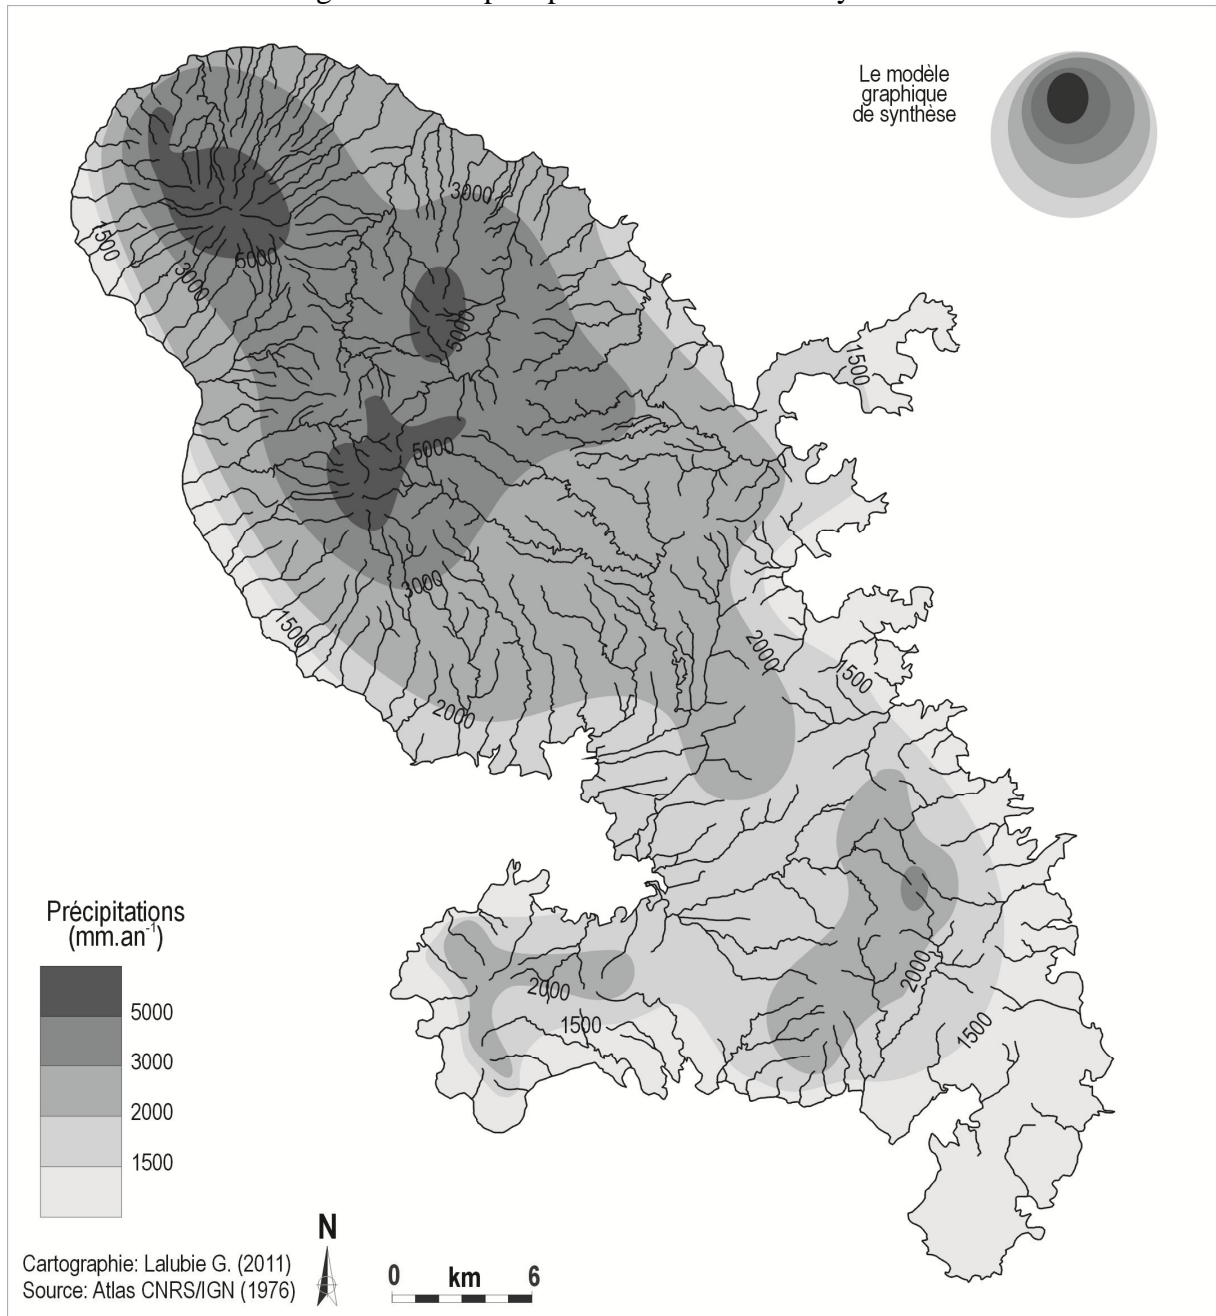 Le modèle
graphique
de synthèse
3000
1500
5000
3000
5000
1500
5000
3000
1500
2000
1500
2000
2000
2000
1500
1500
Précipitations
(mm.an⁻¹)
5000
3000
2000
1500
N
Cartographie: Lalubie G. (2011)
Source: Atlas CNRS/IGN (1976)
0 km 6